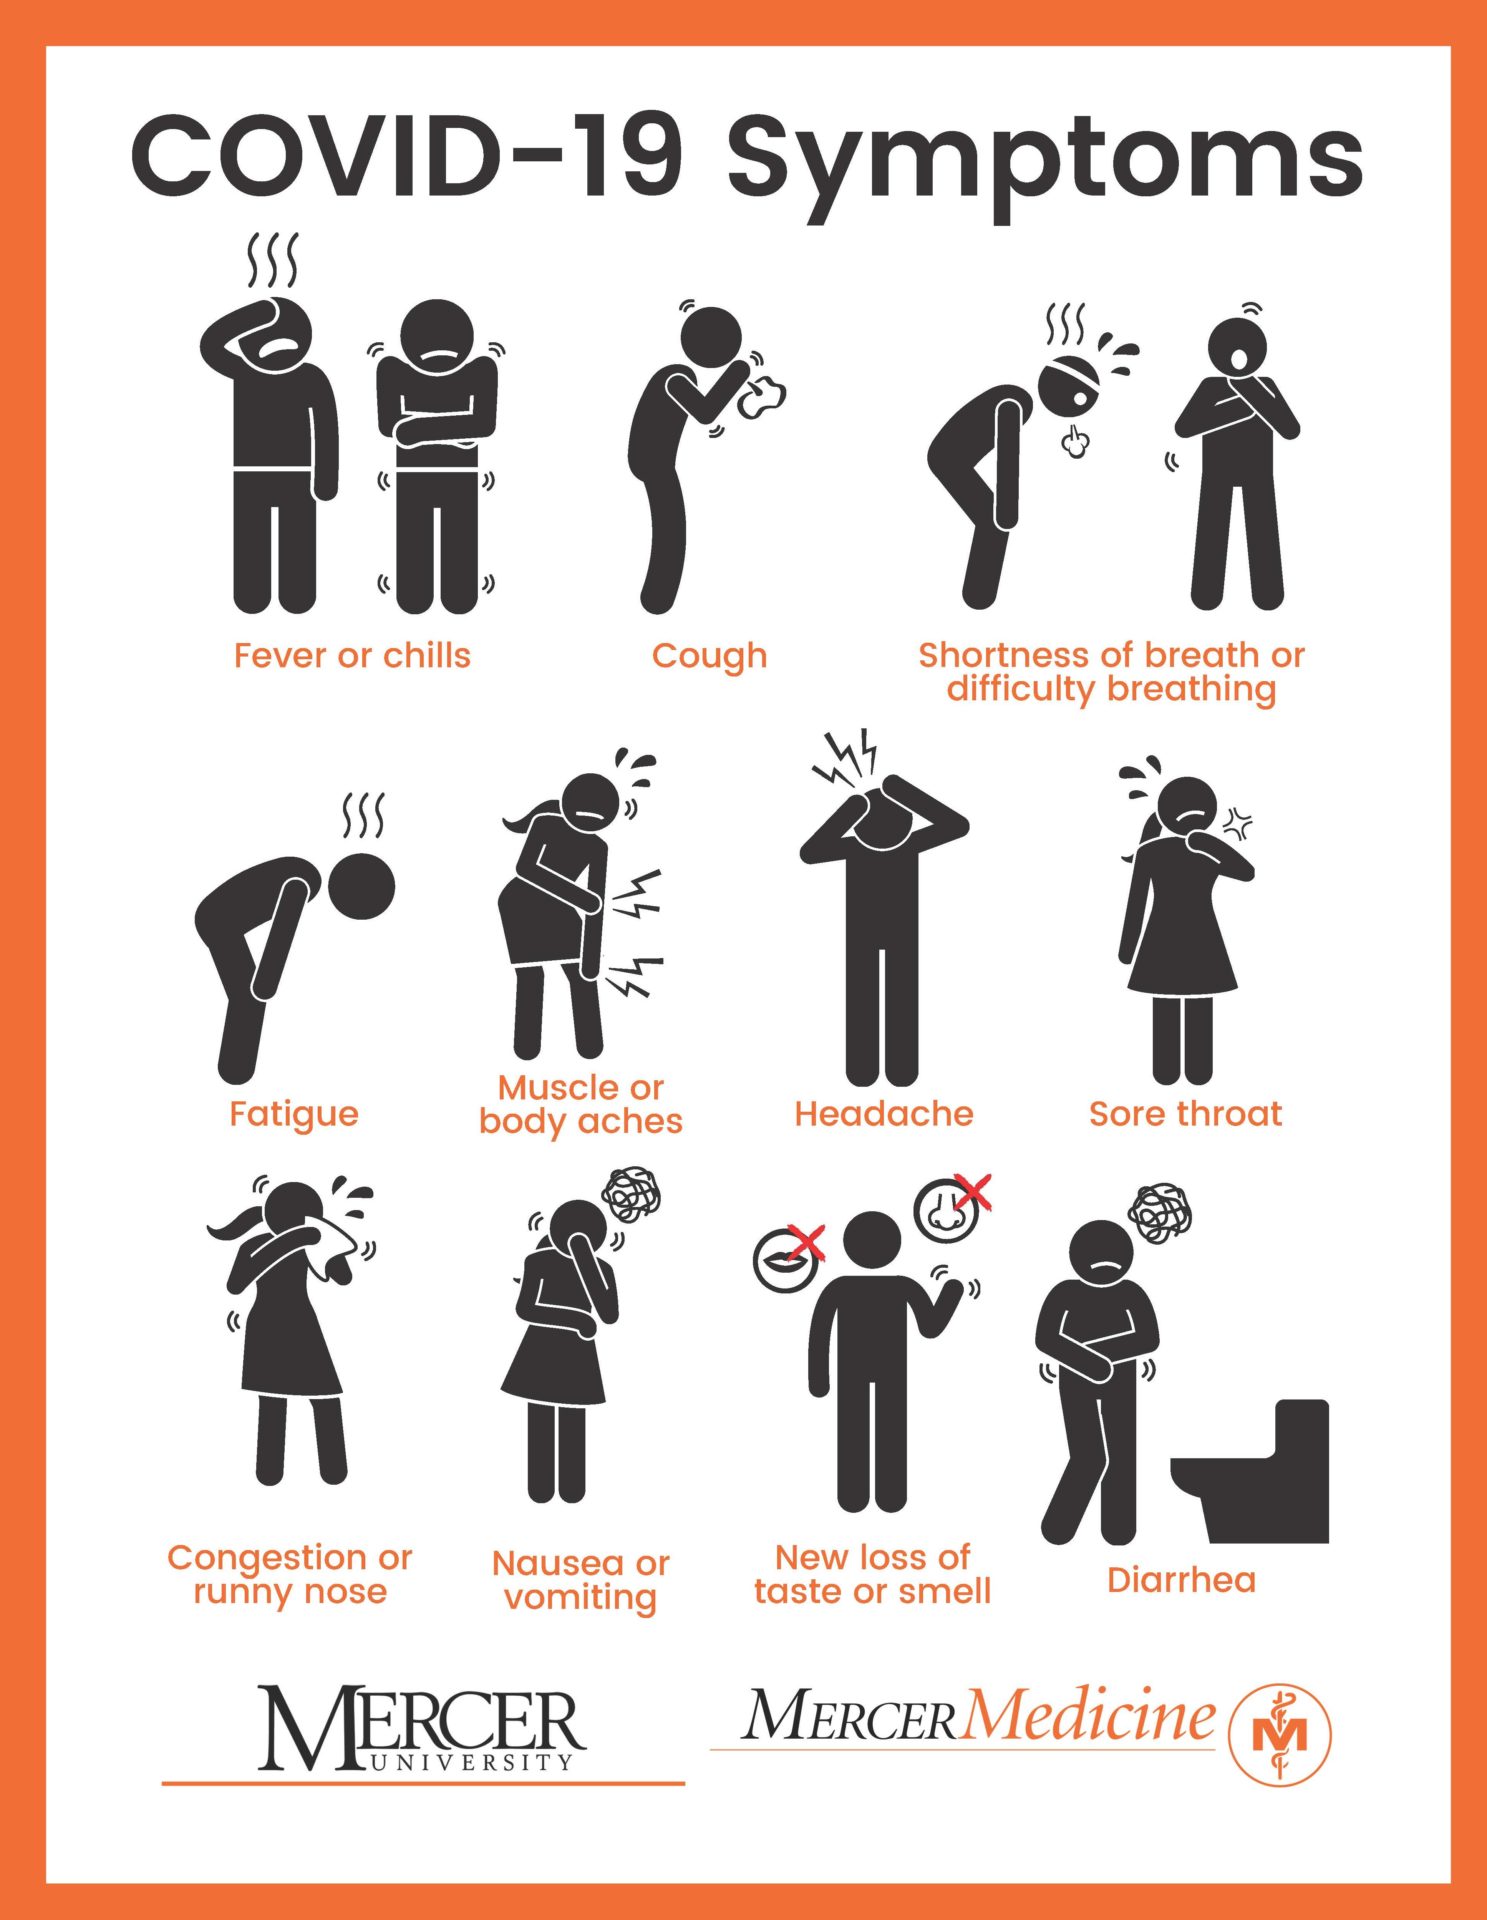 COVID-19 Symptoms
Fever or chills
Cough
Shortness of breath or
difficulty breathing
Fatigue
Muscle or
body aches
Headache
Sore throat
Congestion or
runny nose
Nausea or
vomiting
New loss of
taste or smell
Diarrhea
MERCER
UNIVERSITY
MERCER Medicine
M